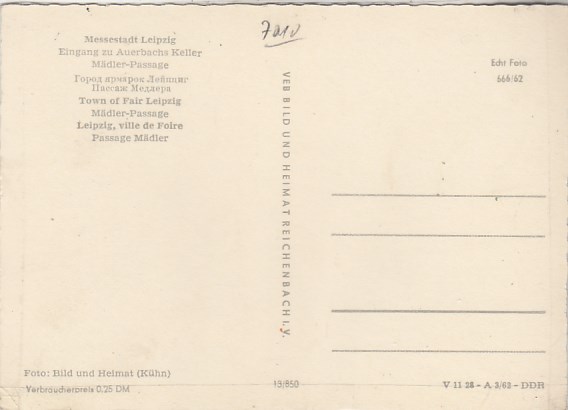 Messestadt Leipzig
Eingang zu Auerbachs Keller
Mädler-Passage
Город ярмарок Лейпциг
Пассаж Медлера
Town of Fair Leipzig
Mädler-Passage
Leipzig, ville de Foire
Passage Mädler
Echt Foto
666/62
VEB BILD UND HEIMAT REICHENBACH I. V.
Foto: Bild und Heimat (Kühn)
Verbraucherpreis 0,25 DM
13/850
V 11 28 – A 3/63 – DDR